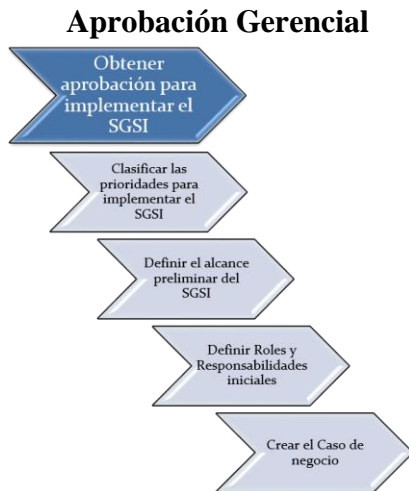 Aprobación Gerencial
Obtener
aprobación para
implementar el
SGSI
Clasificar las
prioridades para
implementar el
SGSI
Definir el alcance
preliminar del
SGSI
Definir Roles y
Responsabilidades
iniciales
Crear el Caso de
negocio